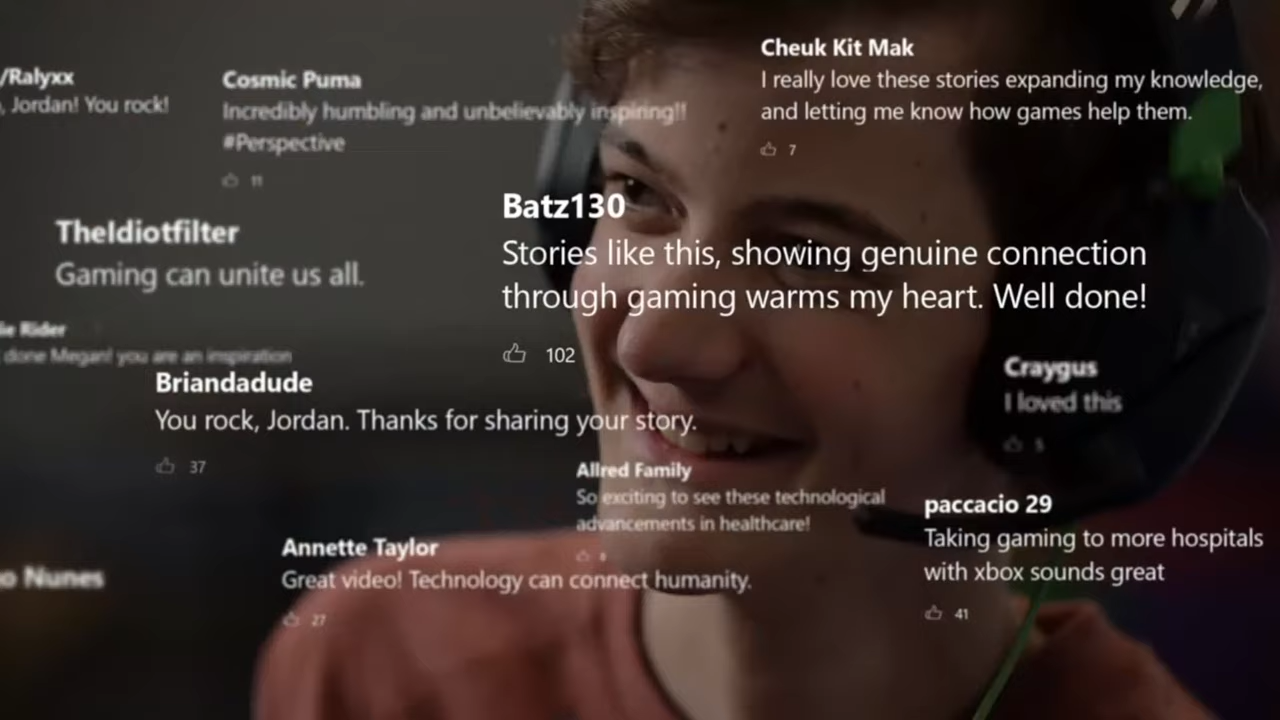 /Ralyxx
, Jordan! You rock!
Cosmic Puma
Incredibly humbling and unbelievably inspiring!!
#Perspective
11
Cheuk Kit Mak
I really love these stories expanding my knowledge,
and letting me know how games help them.
7
TheIdiotfilter
Gaming can unite us all.
Batz130
Stories like this, showing genuine connection
through gaming warms my heart. Well done!
102
ie Rider
done Megan! you are an inspiration
Briandadude
You rock, Jordan. Thanks for sharing your story.
37
Craygus
I loved this
5
Allred Family
So exciting to see these technological
advancements in healthcare!
paccacio 29
Taking gaming to more hospitals
with xbox sounds great
41
Annette Taylor
Great video! Technology can connect humanity.
27
o Nunes